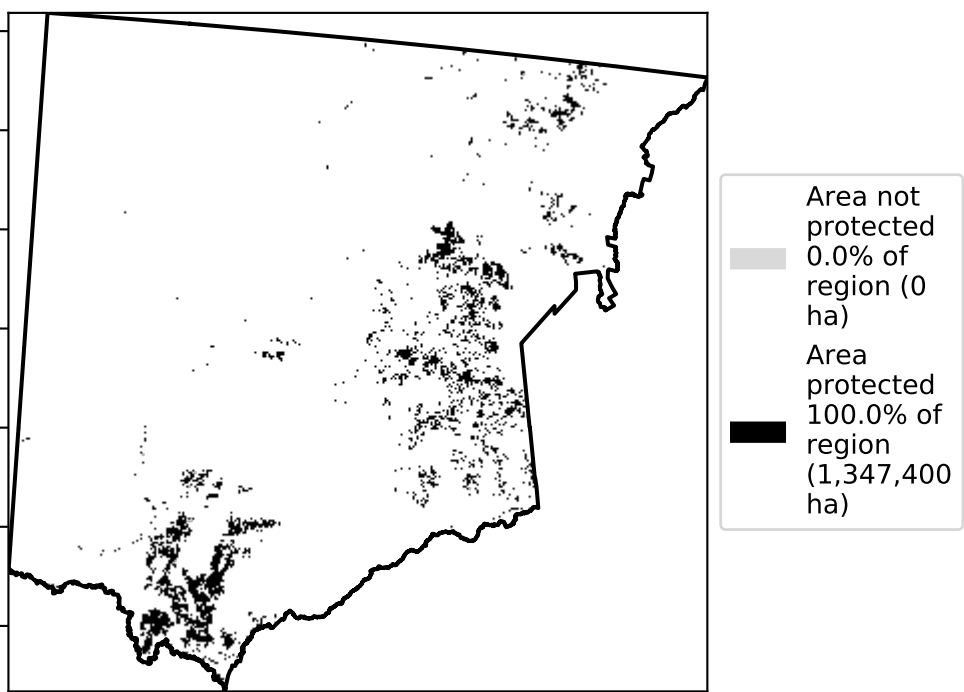 Area not
protected
0.0% of
region (0
ha)
Area
protected
100.0% of
region
(1,347,400
ha)